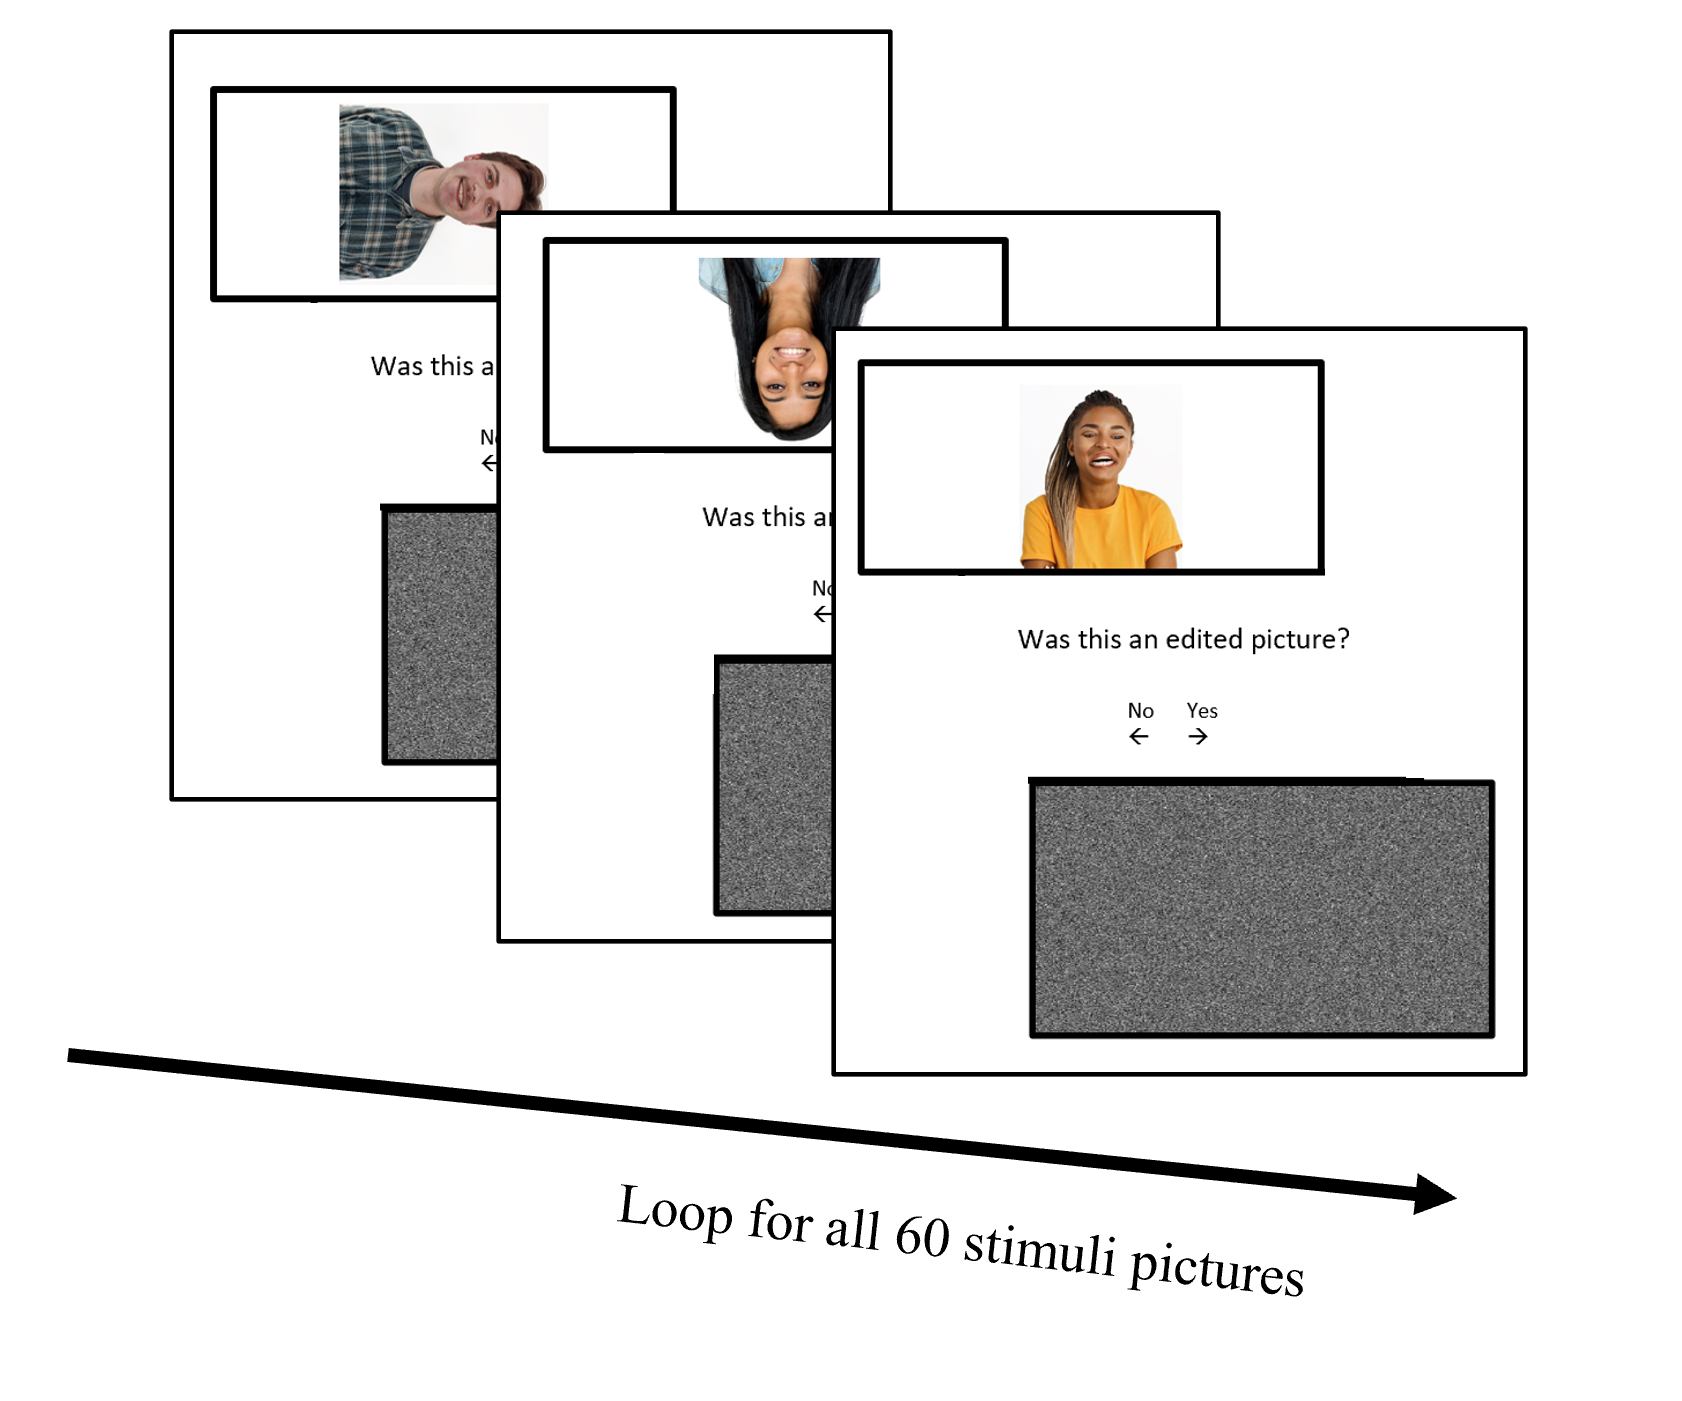 Was this a
No
←
Was this an
No
←
Was this an edited picture?
No Yes
← →
Loop for all 60 stimuli pictures